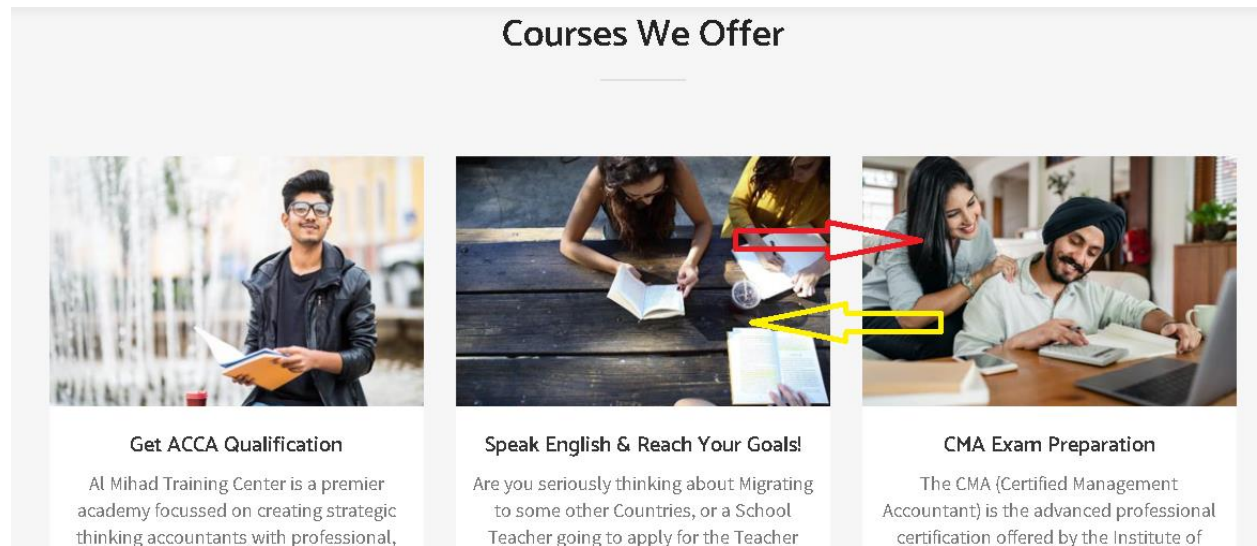 Courses We Offer
Get ACCA Qualification
Al Mihad Training Center is a premier
academy focussed on creating strategic
thinking accountants with professional,
Speak English & Reach Your Goals!
Are you seriously thinking about Migrating
to some other Countries, or a School
Teacher going to apply for the Teacher
CMA Exam Preparation
The CMA (Certified Management
Accountant) is the advanced professional
certification offered by the Institute of